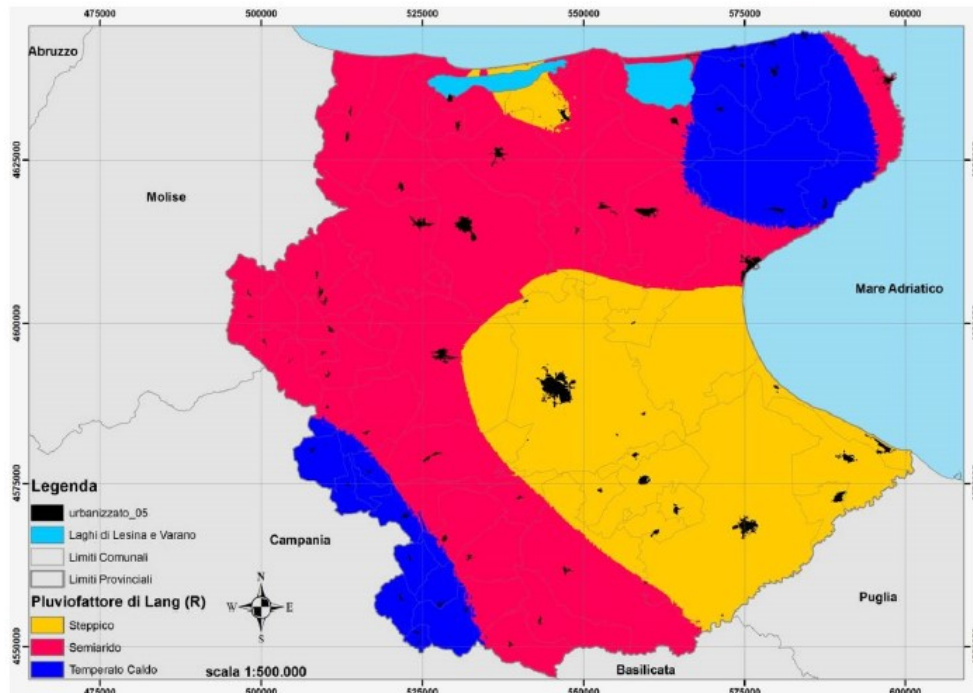 475000 500000 525000 550000 575000 600000
Abruzzo
4625000
Molise
Mare Adriatico
4600000
4575000
Legenda
urbanizzato_05
Laghi di Lesina e Varano
Limiti Comunali
Limiti Provinciali
Campania
N
W E
S
Pluviofattore di Lang (R)
Steppico
Semiarido
Temperato Caldo
scala 1:500.000
Puglia
4550000
Basilicata
475000 500000 525000 550000 575000 600000